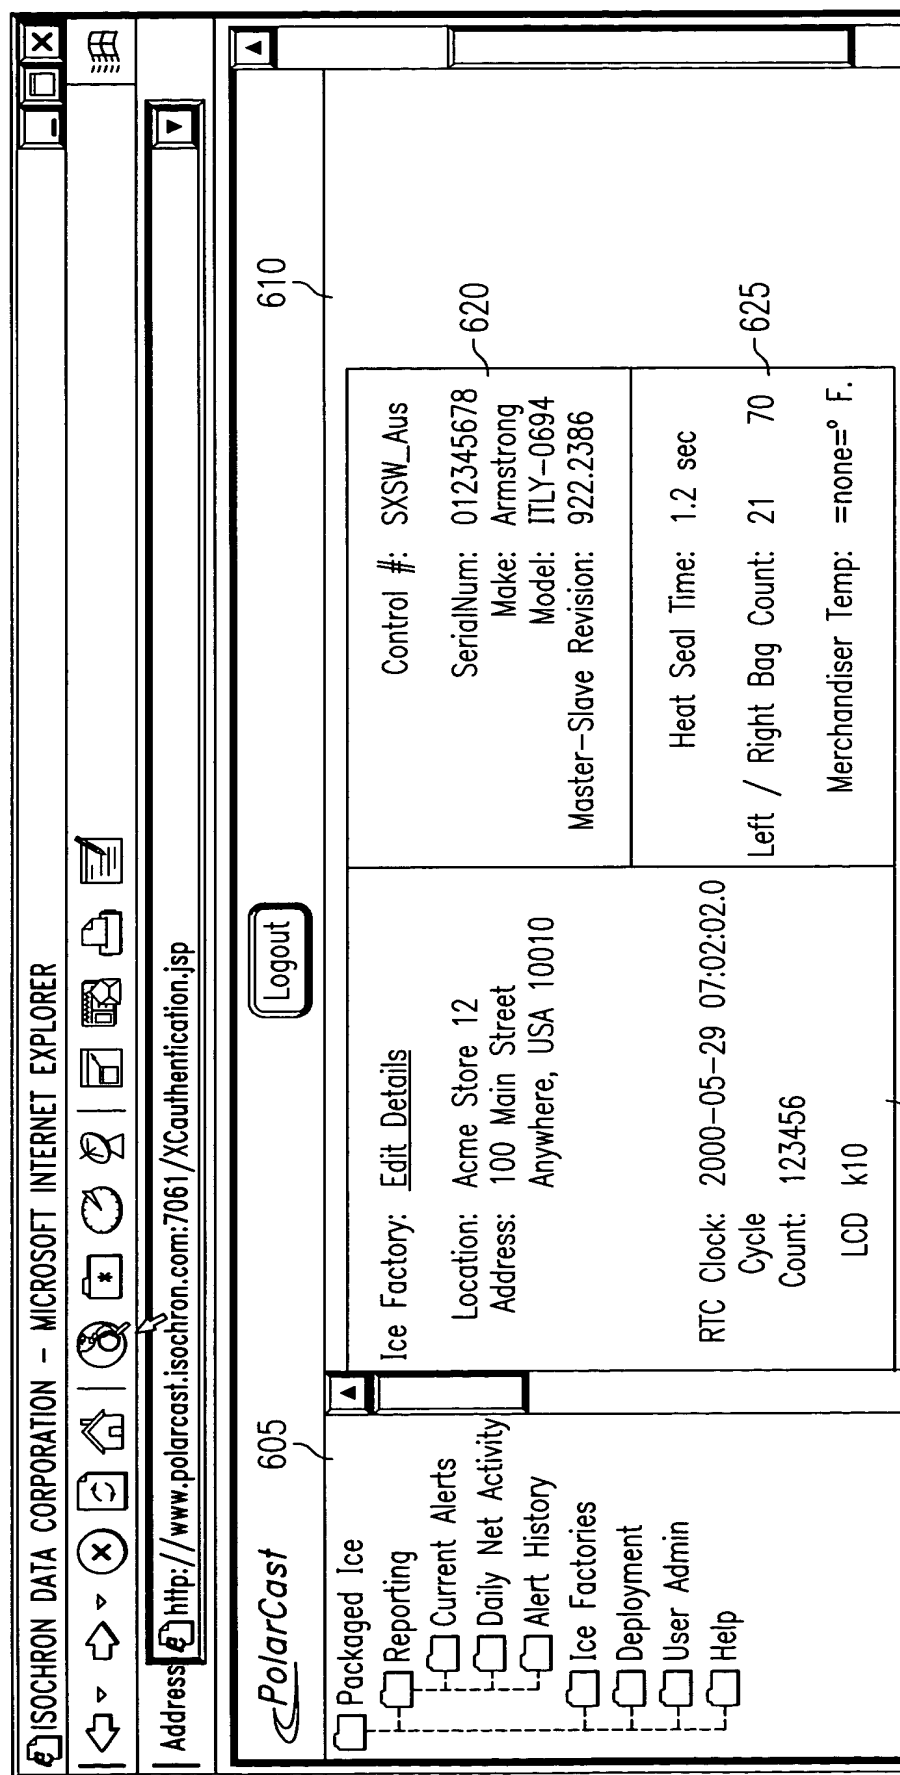 ISOCHRON DATA CORPORATION – MICROSOFT INTERNET EXPLORER
Address http://www.polarcast.isochron.com:7061/XCauthentication.jsp
PolarCast
Logout
605
610
Packaged Ice
Reporting
Current Alerts
Daily Net Activity
Alert History
Ice Factories
Deployment
User Admin
Help
Ice Factory: Edit Details
Location: Acme Store 12
Address: 100 Main Street
Anywhere, USA 10010
RTC Clock: 2000–05–29 07:02:02.0
Cycle
Count: 123456
LCD k10
Control #: SXSW_Aus
SerialNum: 012345678
Make: Armstrong
Model: ITLY–0694
Master–Slave Revision: 922.2386
620
Heat Seal Time: 1.2 sec
Left / Right Bag Count: 21 70
Merchandiser Temp: =none=° F.
625